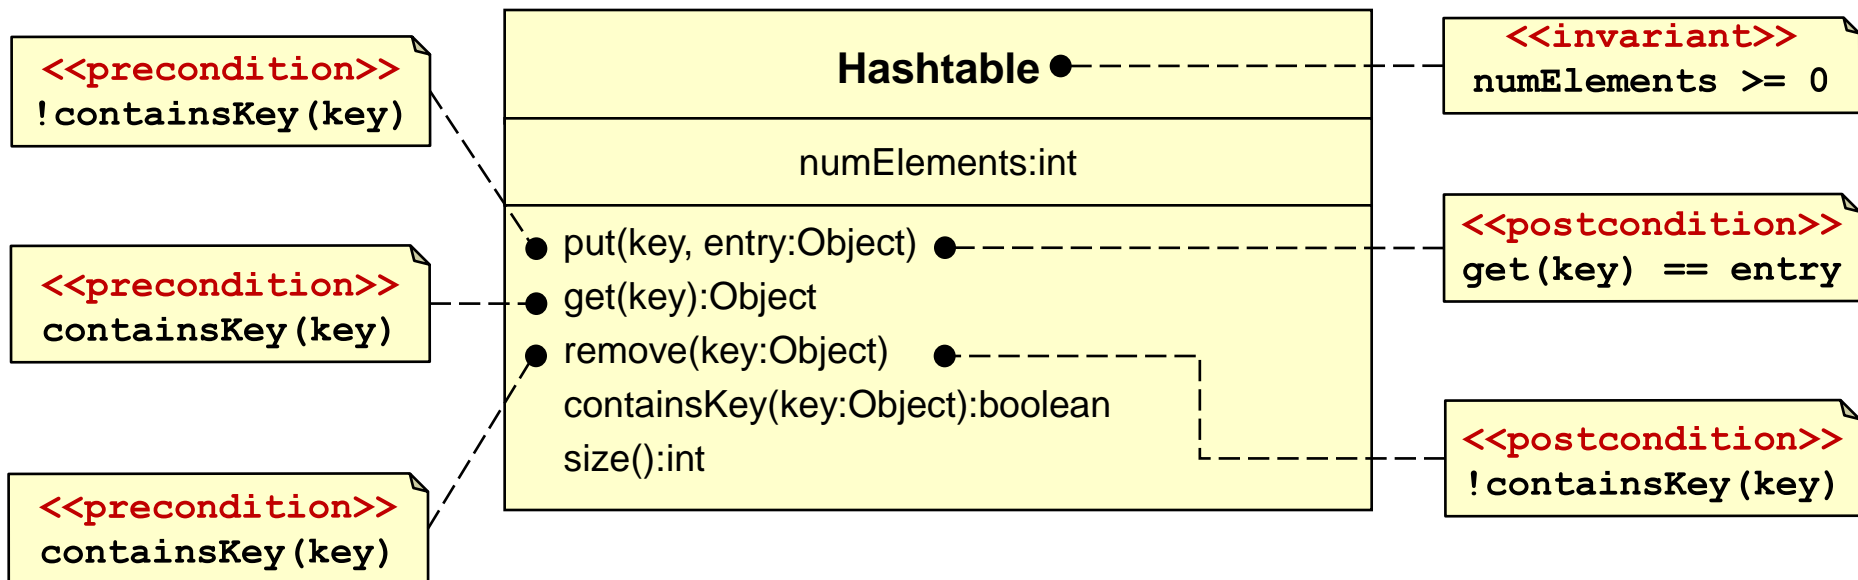 <<precondition>>
!containsKey(key)
<<precondition>>
containsKey(key)
<<precondition>>
containsKey(key)
Hashtable
numElements:int
put(key, entry:Object)
get(key):Object
remove(key:Object)
containsKey(key:Object):boolean
size():int
<<invariant>>
numElements >= 0
<<postcondition>>
get(key) == entry
<<postcondition>>
!containsKey(key)